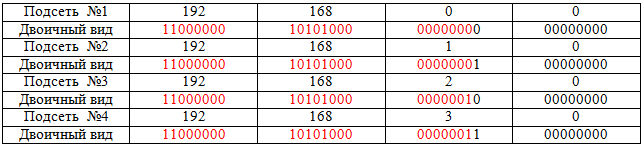 Подсеть №1 192 168 0 0
Двоичный вид 11000000 10101000 00000000 00000000
Подсеть №2 192 168 1 0
Двоичный вид 11000000 10101000 00000001 00000000
Подсеть №3 192 168 2 0
Двоичный вид 11000000 10101000 00000010 00000000
Подсеть №4 192 168 3 0
Двоичный вид 11000000 10101000 00000011 00000000